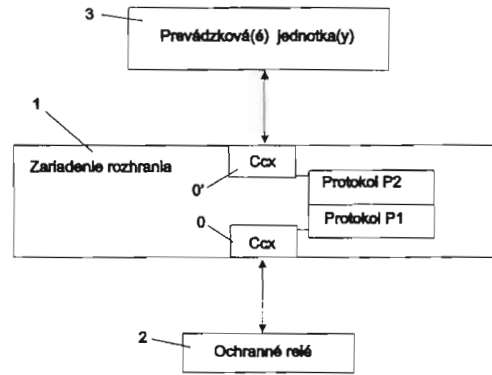 3
Prevádzková(é) jednotka(y)
1
Zariadenie rozhrania
Ccx
0'
Protokol P2
Protokol P1
0
Ccx
2
Ochranné relé